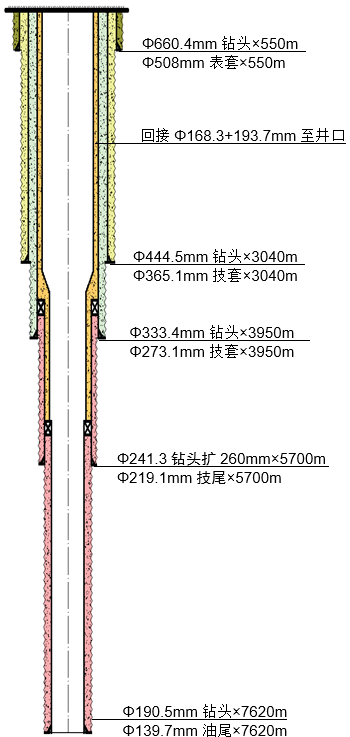 Φ660.4mm 钻头×550m
Φ508mm 表套×550m
回接 Φ168.3+193.7mm 至井口
Φ444.5mm 钻头×3040m
Φ365.1mm 技套×3040m
Φ333.4mm 钻头×3950m
Φ273.1mm 技套×3950m
Φ241.3 钻头扩 260mm×5700m
Φ219.1mm 技尾×5700m
Φ190.5mm 钻头×7620m
Φ139.7mm 油尾×7620m